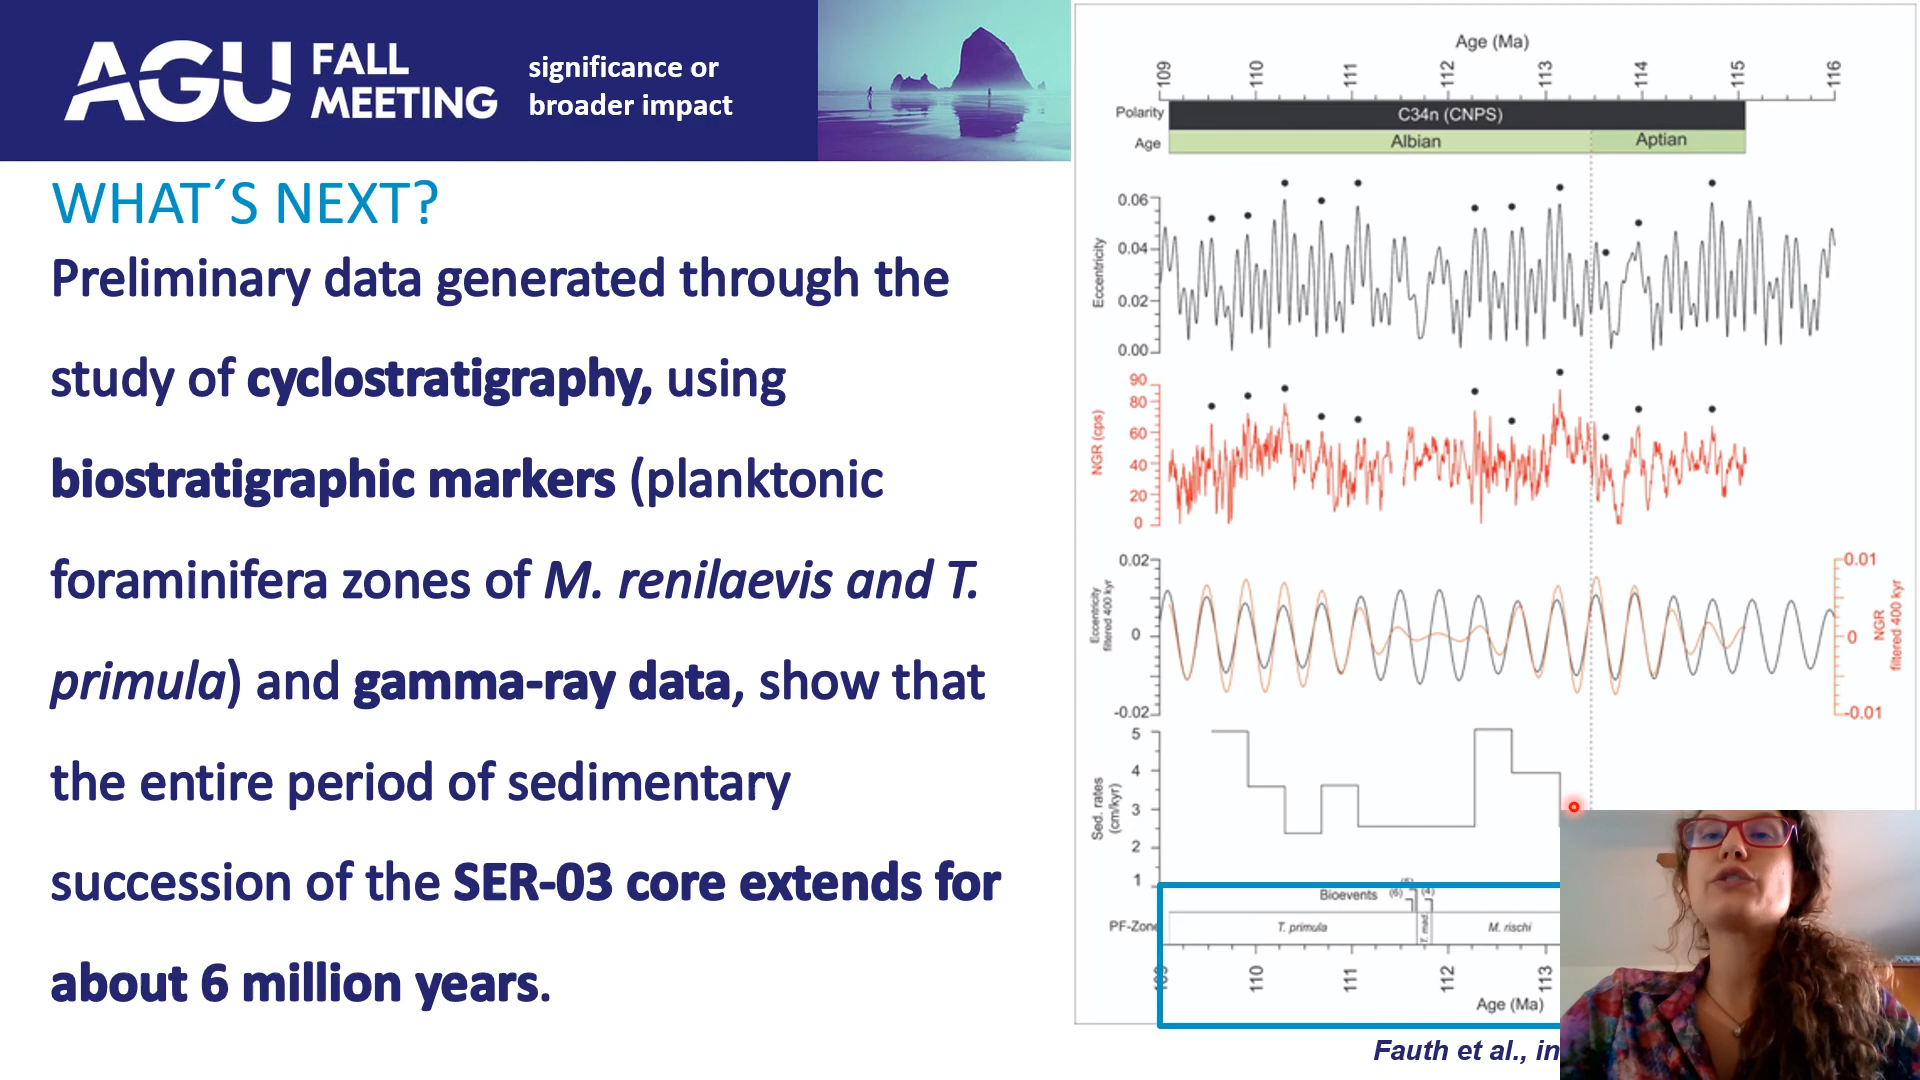 AGU FALL MEETING
significance or
broader impact
WHAT´S NEXT?
Preliminary data generated through the
study of cyclostratigraphy, using
biostratigraphic markers (planktonic
foraminifera zones of M. renilaevis and T.
primula) and gamma-ray data, show that
the entire period of sedimentary
succession of the SER-03 core extends for
about 6 million years.
Age (Ma)
109 110 111 112 113 114 115 116
Polarity C34n (CNPS)
Age Albian Aptian
Eccentricity
0.06
0.04
0.02
0.00
NGR (cps)
90
80
60
40
20
0
Eccentricity
filtered 400 kyr
0.02
0
-0.02
0.01
0
-0.01
NGR
filtered 400 kyr
Sed. rates
(cm/kyr)
5
4
3
2
1
Bioevents (6) (4)
PF-Zone T. primula T. mad. M. rischi
109 110 111 112 113
Age (Ma)
Fauth et al., in